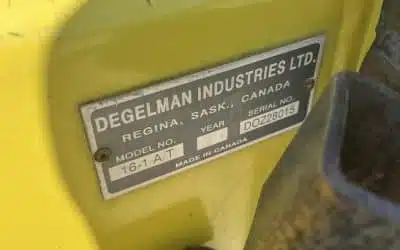 DEGELMAN INDUSTRIES LTD.
REGINA, SASK., CANADA
MODEL NO. YEAR SERIAL NO.
16-1 A/T DOZ28015
MADE IN CANADA